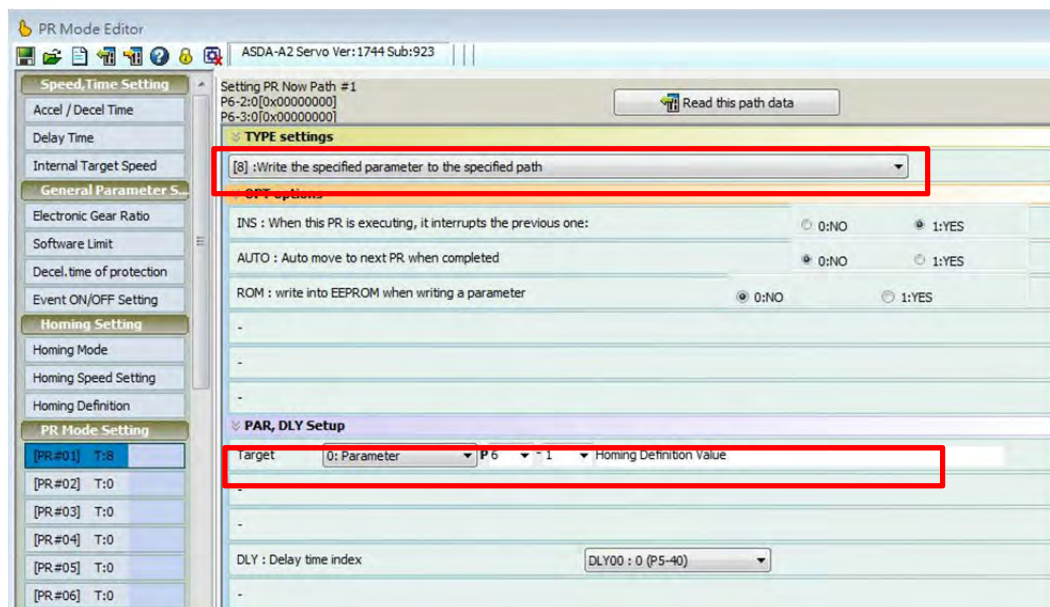 PR Mode Editor
ASDA-A2 Servo Ver:1744 Sub:923
Speed,Time Setting
Accel / Decel Time
Delay Time
Internal Target Speed
General Parameter S...
Electronic Gear Ratio
Software Limit
Decel.time of protection
Event ON/OFF Setting
Homing Setting
Homing Mode
Homing Speed Setting
Homing Definition
PR Mode Setting
[PR#01] T:8
[PR#02] T:0
[PR#03] T:0
[PR#04] T:0
[PR#05] T:0
[PR#06] T:0
Setting PR Now Path #1
P6-2:0[0x00000000]
P6-3:0[0x00000000]
Read this path data
TYPE settings
[8] :Write the specified parameter to the specified path
OPT options
INS : When this PR is executing, it interrupts the previous one: 0:NO 1:YES
AUTO : Auto move to next PR when completed 0:NO 1:YES
ROM : write into EEPROM when writing a parameter 0:NO 1:YES
-
-
-
PAR, DLY Setup
Target 0: Parameter P 6 - 1 Homing Definition Value
-
-
DLY : Delay time index DLY00 : 0 (P5-40)
-